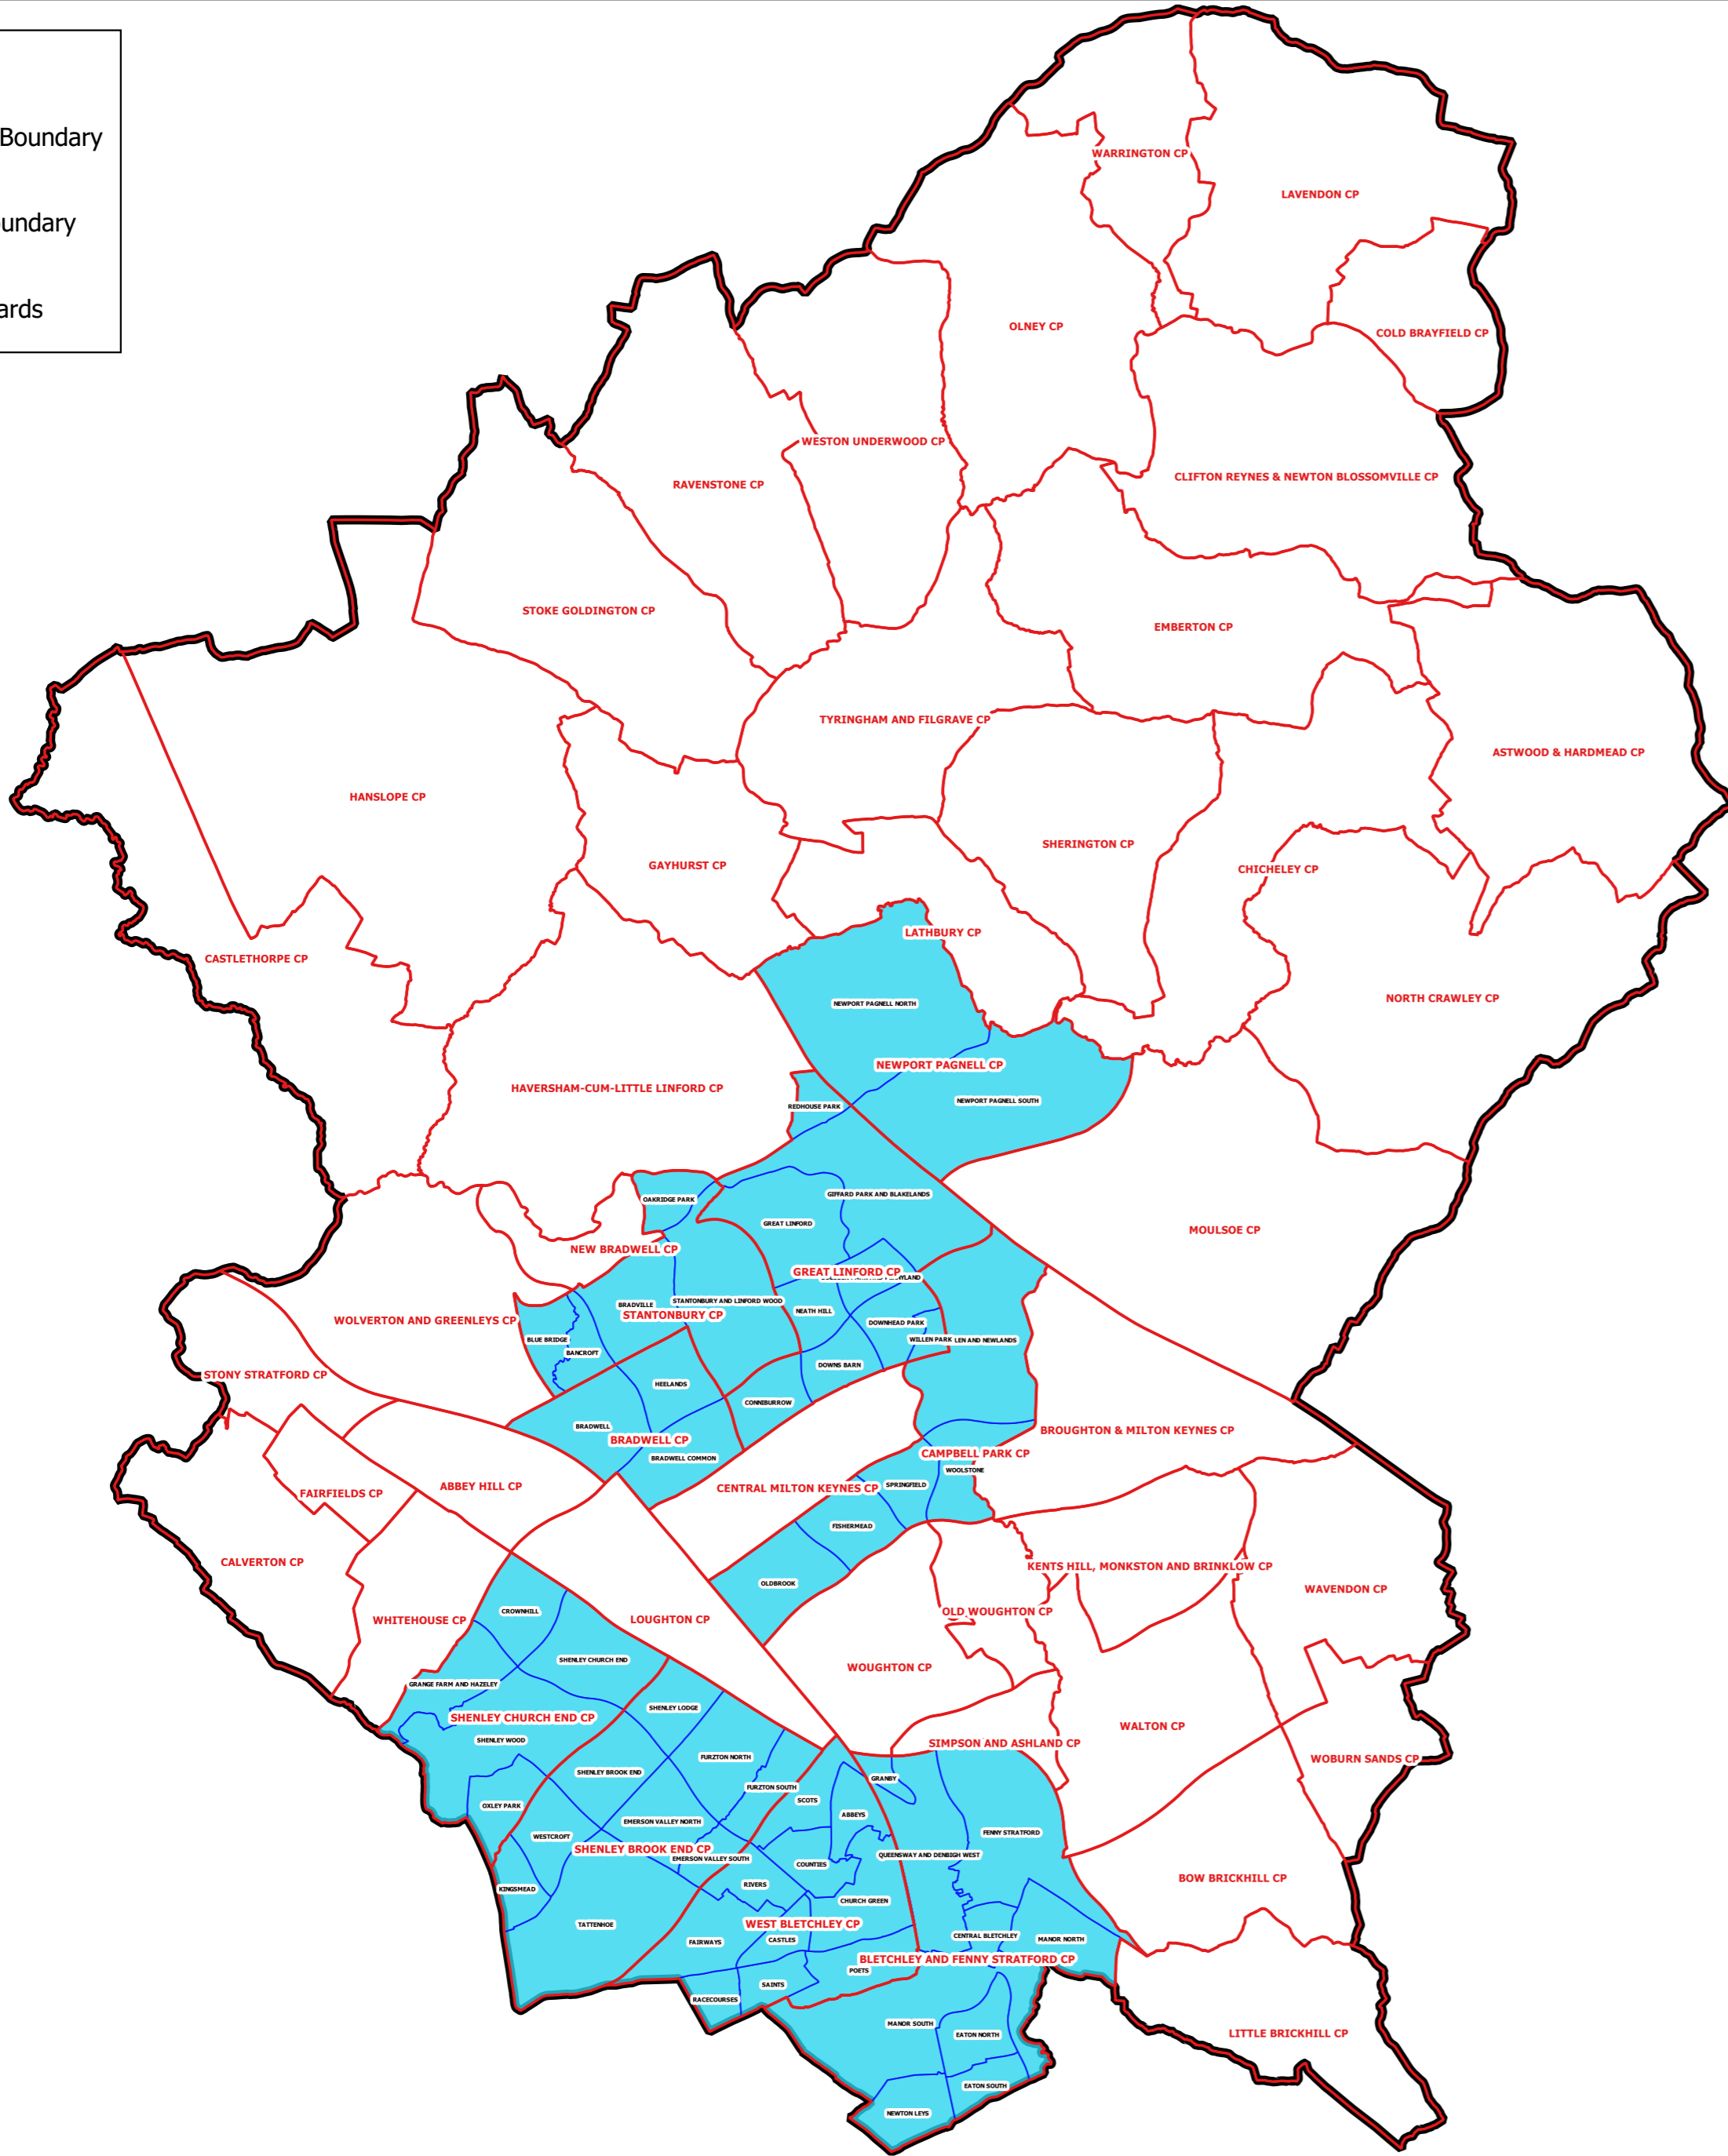 Boundary
undary
ards
WARRINGTON CP
LAVENDON CP
OLNEY CP
COLD BRAYFIELD CP
WESTON UNDERWOOD CP
CLIFTON REYNES & NEWTON BLOSSOMVILLE CP
RAVENSTONE CP
STOKE GOLDINGTON CP
EMBERTON CP
TYRINGHAM AND FILGRAVE CP
ASTWOOD & HARDMEAD CP
HANSLOPE CP
SHERINGTON CP
GAYHURST CP
CHICHELEY CP
LATHBURY CP
CASTLETHORPE CP
NORTH CRAWLEY CP
NEWPORT PAGNELL NORTH
NEWPORT PAGNELL CP
HAVERSHAM-CUM-LITTLE LINFORD CP
NEWPORT PAGNELL SOUTH
REDHOUSE PARK
GIFFARD PARK AND BLAKELANDS
OAKRIDGE PARK
GREAT LINFORD
MOULSOE CP
NEW BRADWELL CP
GREAT LINFORD CP
STANTONBURY AND LINFORD WOOD
BRADVILLE
NEATH HILL
STANTONBURY CP
WOLVERTON AND GREENLEYS CP
DOWNHEAD PARK
BLUE BRIDGE
WILLEN PARK
LEN AND NEWLANDS
BANCROFT
DOWNS BARN
STONY STRATFORD CP
HEELANDS
CONNIBURROW
BRADWELL
BROUGHTON & MILTON KEYNES CP
BRADWELL CP
CAMPBELL PARK CP
BRADWELL COMMON
WOOLSTONE
ABBEY HILL CP
CENTRAL MILTON KEYNES CP
SPRINGFIELD
FAIRFIELDS CP
FISHERMEAD
CALVERTON CP
KENTS HILL, MONKSTON AND BRINKLOW CP
OLDBROOK
WAVENDON CP
CROWNHILL
OLD WOUGHTON CP
WHITEHOUSE CP
LOUGHTON CP
SHENLEY CHURCH END
WOUGHTON CP
GRANGE FARM AND HAZELEY
SHENLEY LODGE
SHENLEY CHURCH END CP
WALTON CP
SHENLEY WOOD
SIMPSON AND ASHLAND CP
FURZTON NORTH
WOBURN SANDS CP
SHENLEY BROOK END
GRANBY
FURZTON SOUTH
SCOTS
OXLEY PARK
ABBEYS
EMERSON VALLEY NORTH
FENNY STRATFORD
WESTCROFT
SHENLEY BROOK END CP
QUEENSWAY AND DENBIGH WEST
EMERSON VALLEY SOUTH
COUNTIES
BOW BRICKHILL CP
RIVERS
KINGSMEAD
CHURCH GREEN
WEST BLETCHLEY CP
TATTENHOE
CENTRAL BLETCHLEY
MANOR NORTH
CASTLES
FAIRWAYS
BLETCHLEY AND FENNY STRATFORD CP
POETS
SAINTS
RACECOURSES
MANOR SOUTH
LITTLE BRICKHILL CP
EATON NORTH
EATON SOUTH
NEWTON LEYS